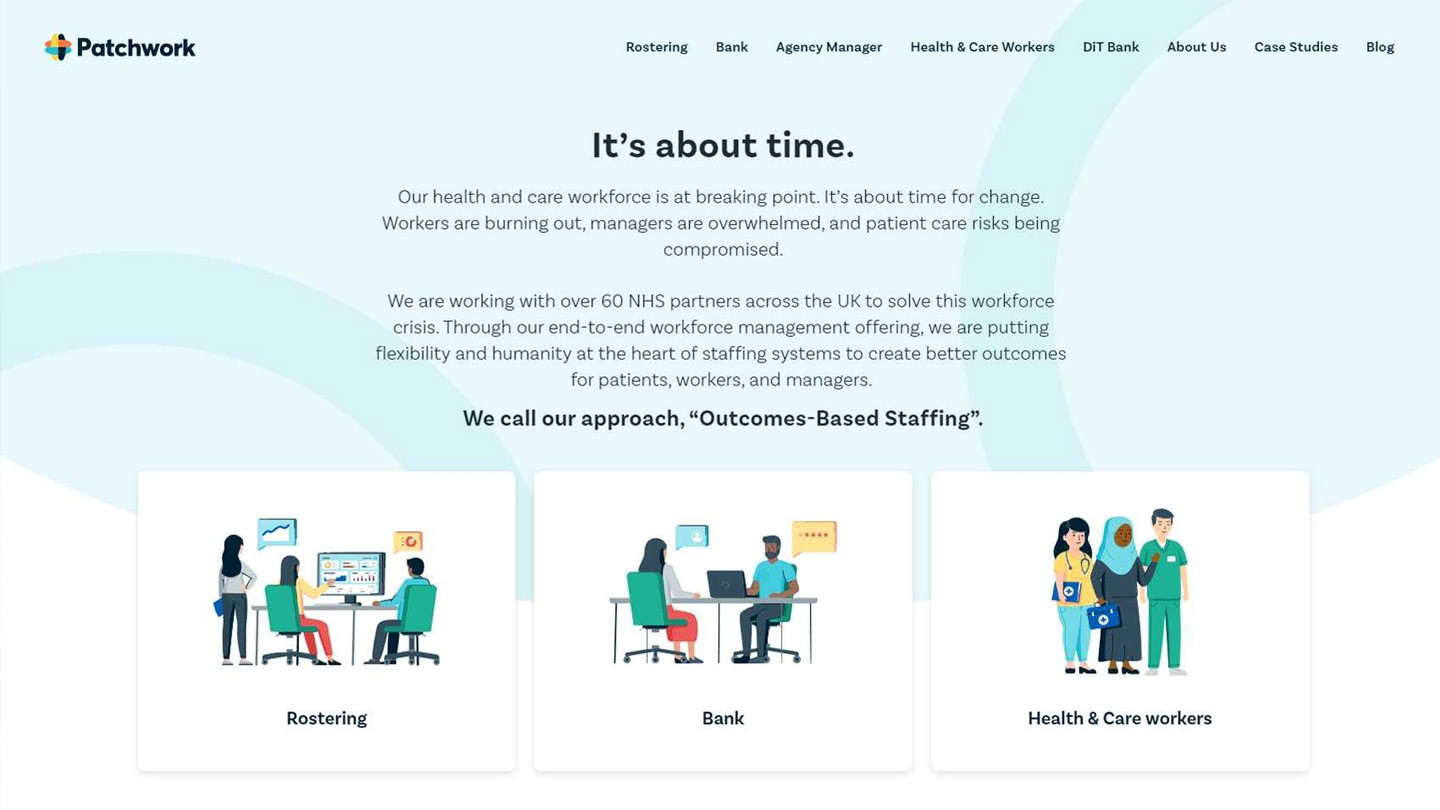 Patchwork
Rostering
Bank
Agency Manager
Health & Care Workers
DiT Bank
About Us
Case Studies
Blog
It’s about time.
Our health and care workforce is at breaking point. It’s about time for change.
Workers are burning out, managers are overwhelmed, and patient care risks being
compromised.
We are working with over 60 NHS partners across the UK to solve this workforce
crisis. Through our end-to-end workforce management offering, we are putting
flexibility and humanity at the heart of staffing systems to create better outcomes
for patients, workers, and managers.
We call our approach, “Outcomes-Based Staffing”.
Rostering
Bank
Health & Care workers